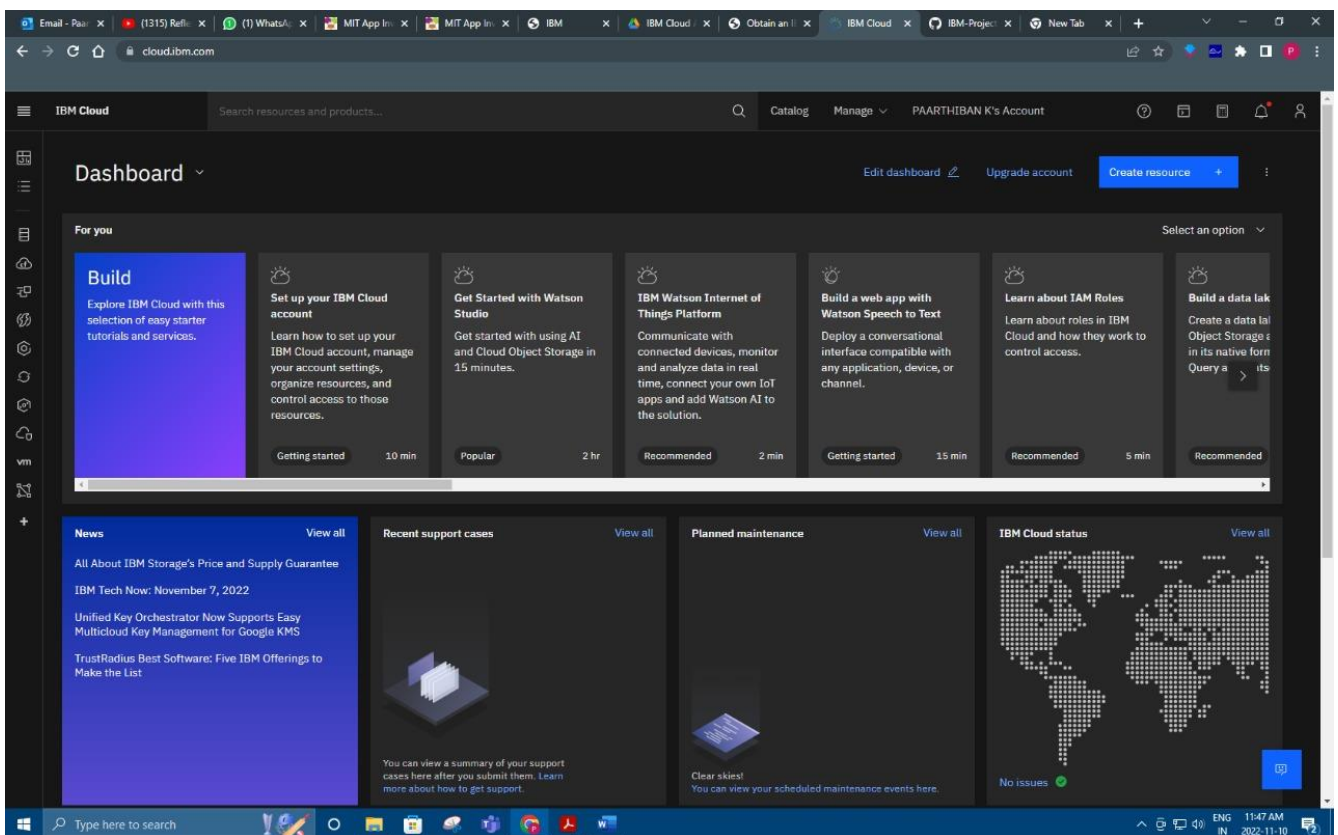 Email - Paar
(1315) Refle
(1) WhatsA
MIT App In
MIT App In
IBM
IBM Cloud
Obtain an I
IBM Cloud
IBM-Project
New Tab
cloud.ibm.com
P
IBM Cloud
Search resources and products...
Catalog
Manage
PAARTHIBAN K's Account
Dashboard
Edit dashboard
Upgrade account
Create resource +
For you
Select an option
Build
Explore IBM Cloud with this
selection of easy starter
tutorials and services.
Set up your IBM Cloud
account
Learn how to set up your
IBM Cloud account, manage
your account settings,
organize resources, and
control access to those
resources.
Getting started 10 min
Get Started with Watson
Studio
Get started with using AI
and Cloud Object Storage in
15 minutes.
Popular 2 hr
IBM Watson Internet of
Things Platform
Communicate with
connected devices, monitor
and analyze data in real
time, connect your own IoT
apps and add Watson AI to
the solution.
Recommended 2 min
Build a web app with
Watson Speech to Text
Deploy a conversational
interface compatible with
any application, device, or
channel.
Getting started 15 min
Learn about IAM Roles
Learn about roles in IBM
Cloud and how they work to
control access.
Recommended 5 min
Build a data lak
Create a data la
Object Storage
in its native form
Query
Recommended
vm
News View all
All About IBM Storage's Price and Supply Guarantee
IBM Tech Now: November 7, 2022
Unified Key Orchestrator Now Supports Easy
Multicloud Key Management for Google KMS
TrustRadius Best Software: Five IBM Offerings to
Make the List
Recent support cases View all
You can view a summary of your support
cases here after you submit them. Learn
more about how to get support.
Planned maintenance View all
Clear skies!
You can view your scheduled maintenance events here.
IBM Cloud status View all
No issues
Type here to search
ENG
IN
11:47 AM
2022-11-10
2